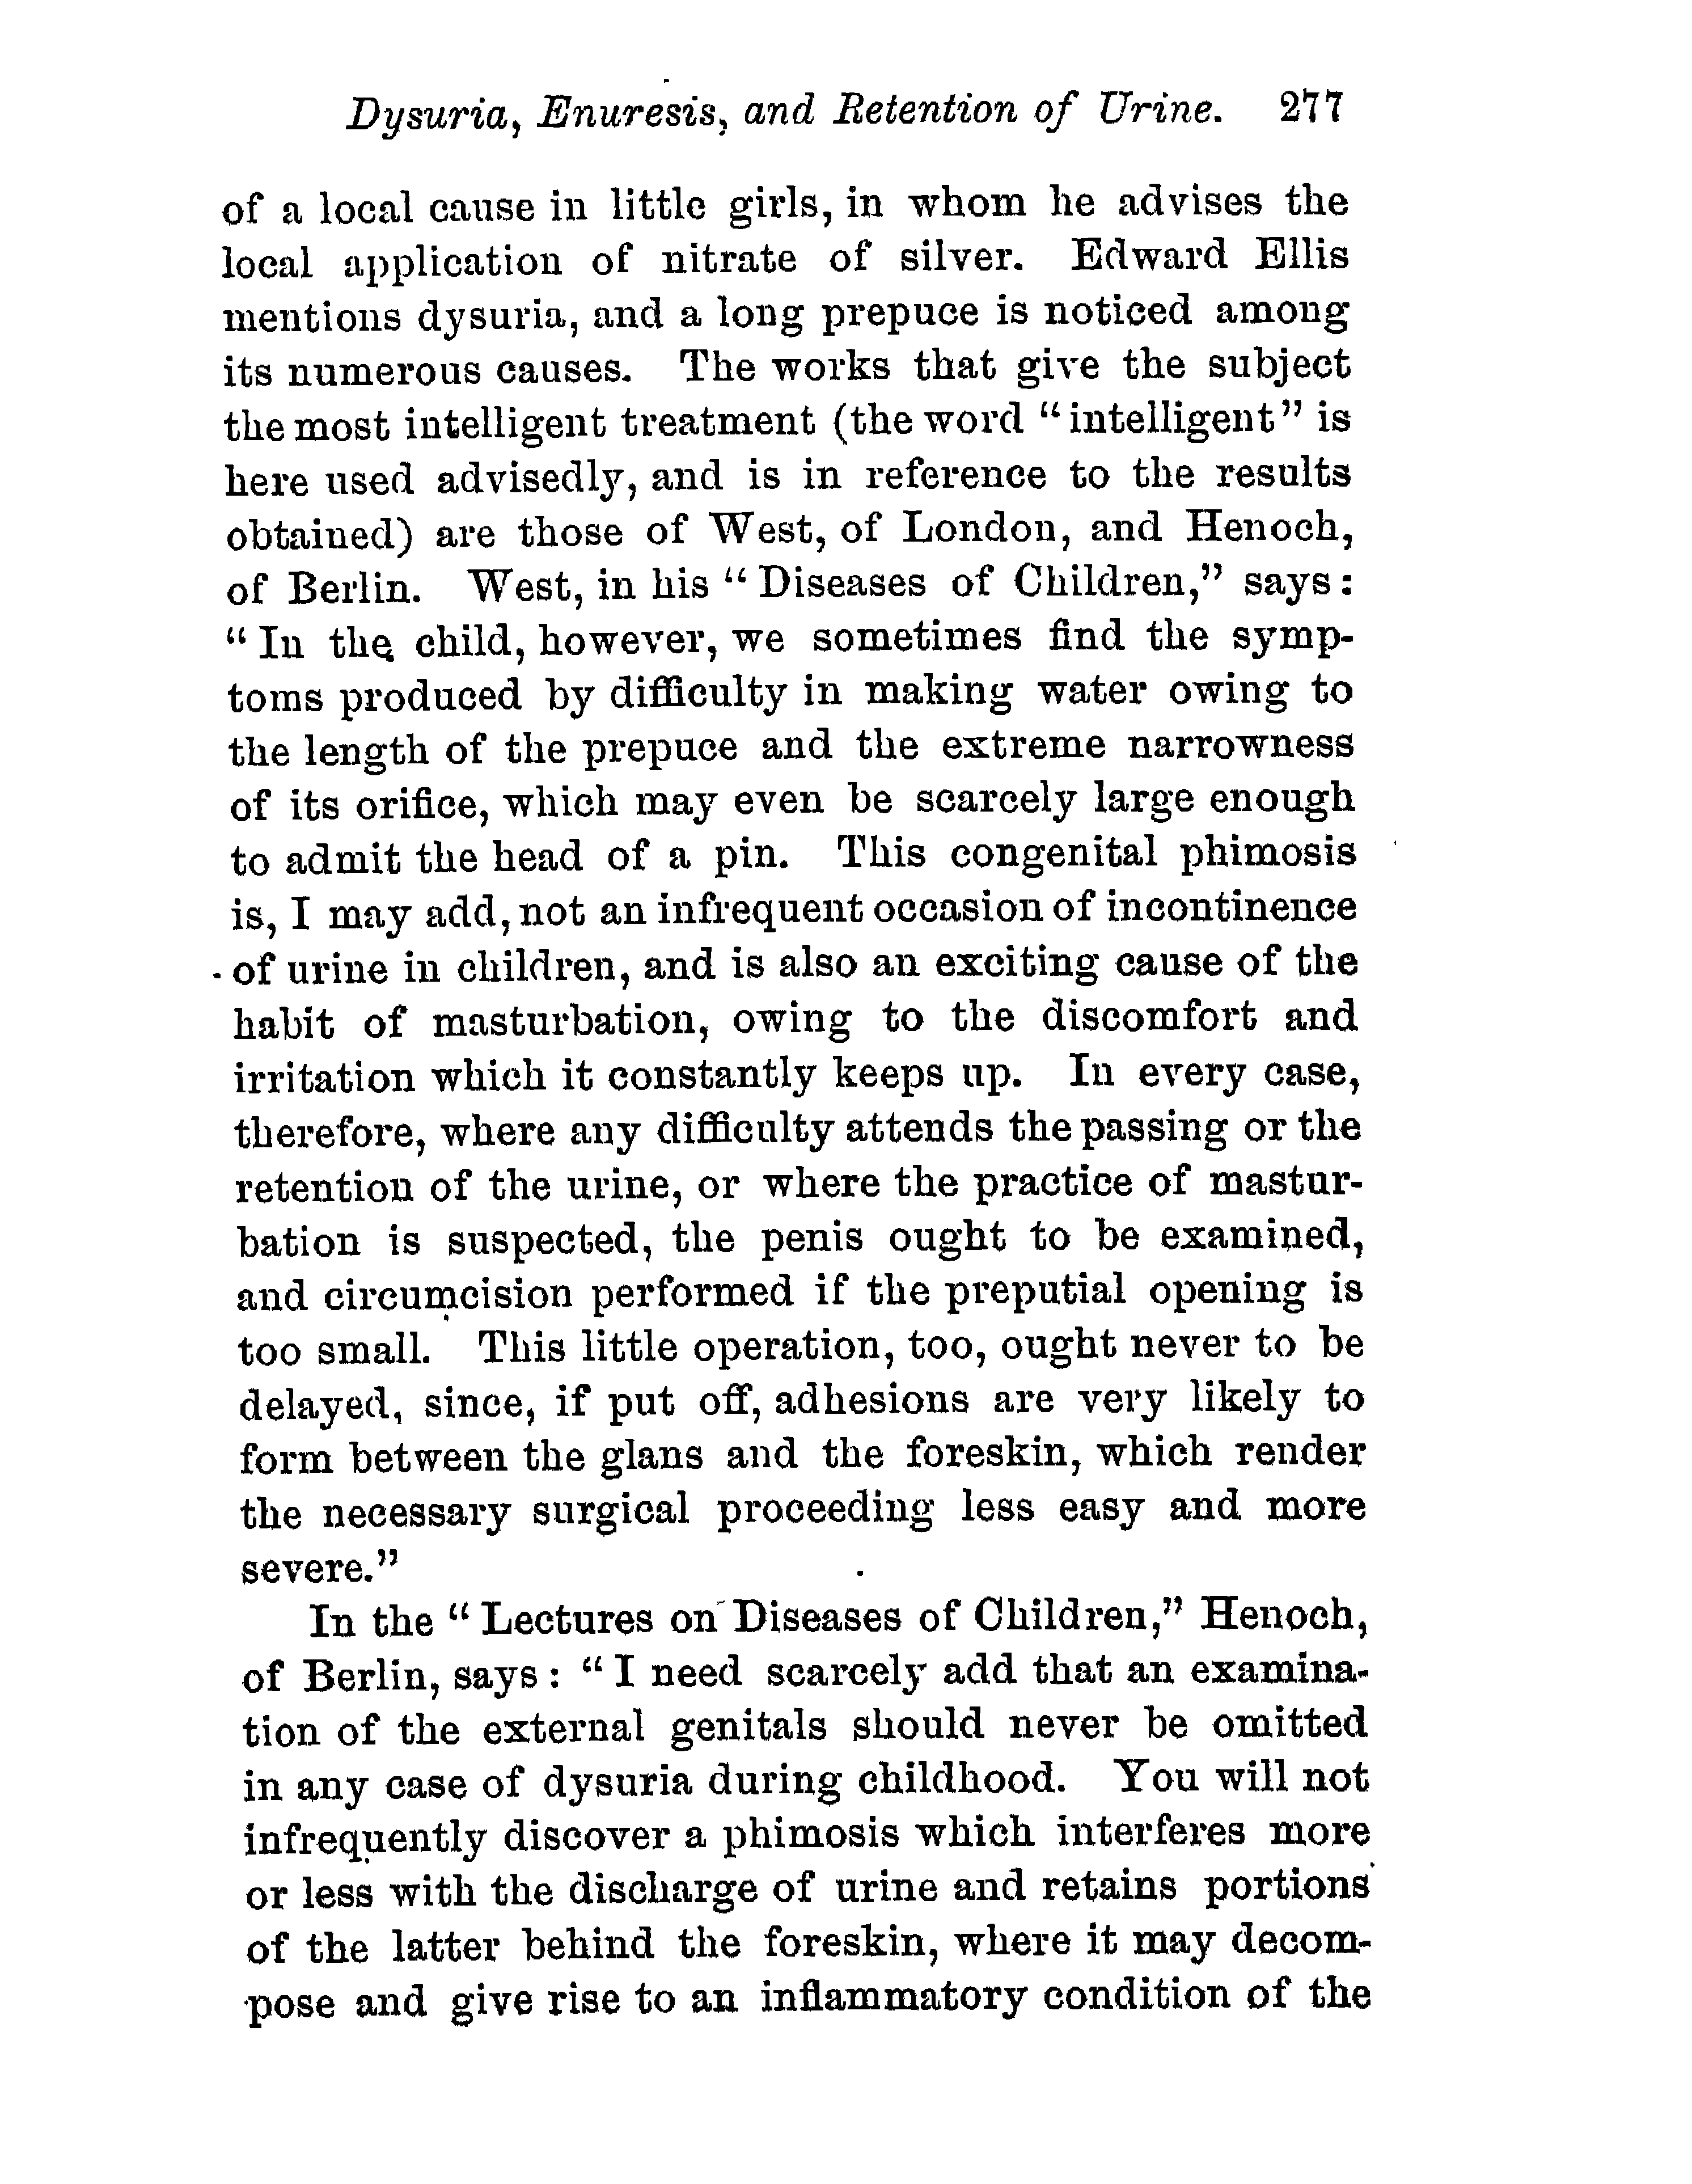 Dysuria, Enuresis, and Retention of Urine. 277
of a local cause in little girls, in whom he advises the
local application of nitrate of silver. Edward Ellis
mentions dysuria, and a long prepuce is noticed among
its numerous causes. The works that give the subject
the most intelligent treatment (the word “intelligent” is
here used advisedly, and is in reference to the results
obtained) are those of West, of London, and Henoch,
of Berlin. West, in his “Diseases of Children,” says:
“In the child, however, we sometimes find the symp-
toms produced by difficulty in making water owing to
the length of the prepuce and the extreme narrowness
of its orifice, which may even be scarcely large enough
to admit the head of a pin. This congenital phimosis
is, I may add, not an infrequent occasion of incontinence
of urine in children, and is also an exciting cause of the
habit of masturbation, owing to the discomfort and
irritation which it constantly keeps up. In every case,
therefore, where any difficulty attends the passing or the
retention of the urine, or where the practice of mastur-
bation is suspected, the penis ought to be examined,
and circumcision performed if the preputial opening is
too small. This little operation, too, ought never to be
delayed, since, if put off, adhesions are very likely to
form between the glans and the foreskin, which render
the necessary surgical proceeding less easy and more
severe.”
In the “Lectures on Diseases of Children,” Henoch,
of Berlin, says: “I need scarcely add that an examina-
tion of the external genitals should never be omitted
in any case of dysuria during childhood. You will not
infrequently discover a phimosis which interferes more
or less with the discharge of urine and retains portions
of the latter behind the foreskin, where it may decom-
pose and give rise to an inflammatory condition of the